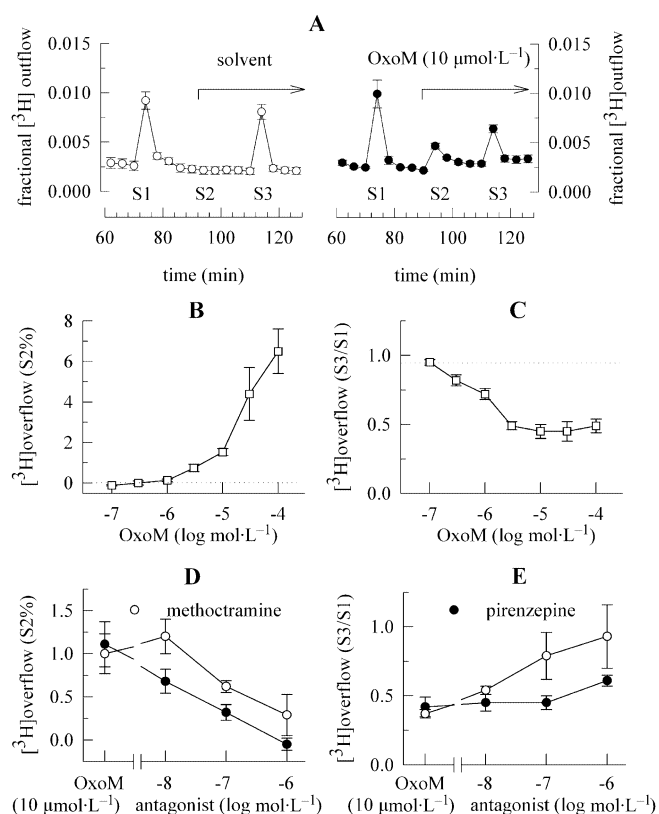 A
0.015
0.010
0.005
0.000
fractional [³H] outflow
solvent
S1 S2 S3
60 80 100 120
time (min)
OxoM (10 µmol·L⁻¹)
S1 S2 S3
60 80 100 120
time (min)
0.015
0.010
0.005
0.000
fractional [³H]outflow
B
8
6
4
2
0
[³H]overflow (S2%)
-7 -6 -5 -4
OxoM (log mol·L⁻¹)
C
1.0
0.5
0.0
[³H]overflow (S3/S1)
-7 -6 -5 -4
OxoM (log mol·L⁻¹)
D
methoctramine
1.5
1.0
0.5
0.0
[³H]overflow (S2%)
OxoM -8 -7 -6
(10 µmol·L⁻¹) antagonist (log mol·L⁻¹)
E
pirenzepine
1.0
0.5
0.0
[³H]overflow (S3/S1)
OxoM -8 -7 -6
(10 µmol·L⁻¹) antagonist (log mol·L⁻¹)